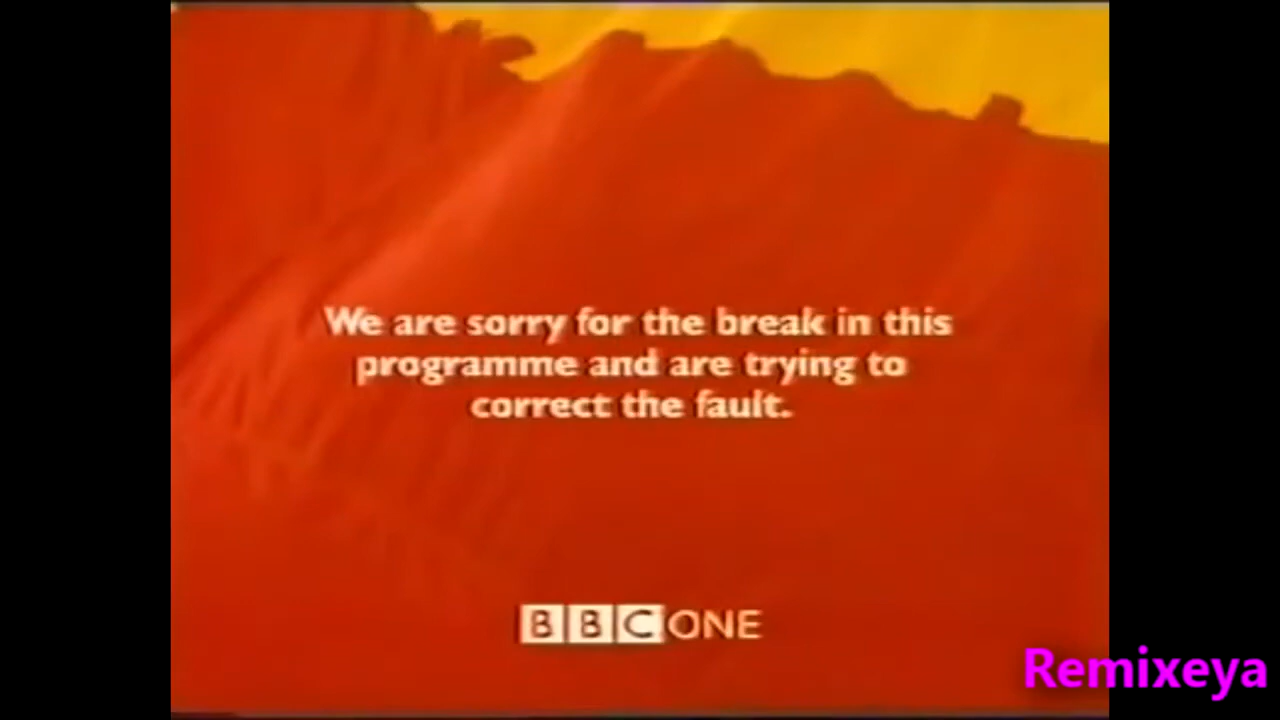 We are sorry for the break in this
programme and are trying to
correct the fault.
BBC ONE
Remixeya